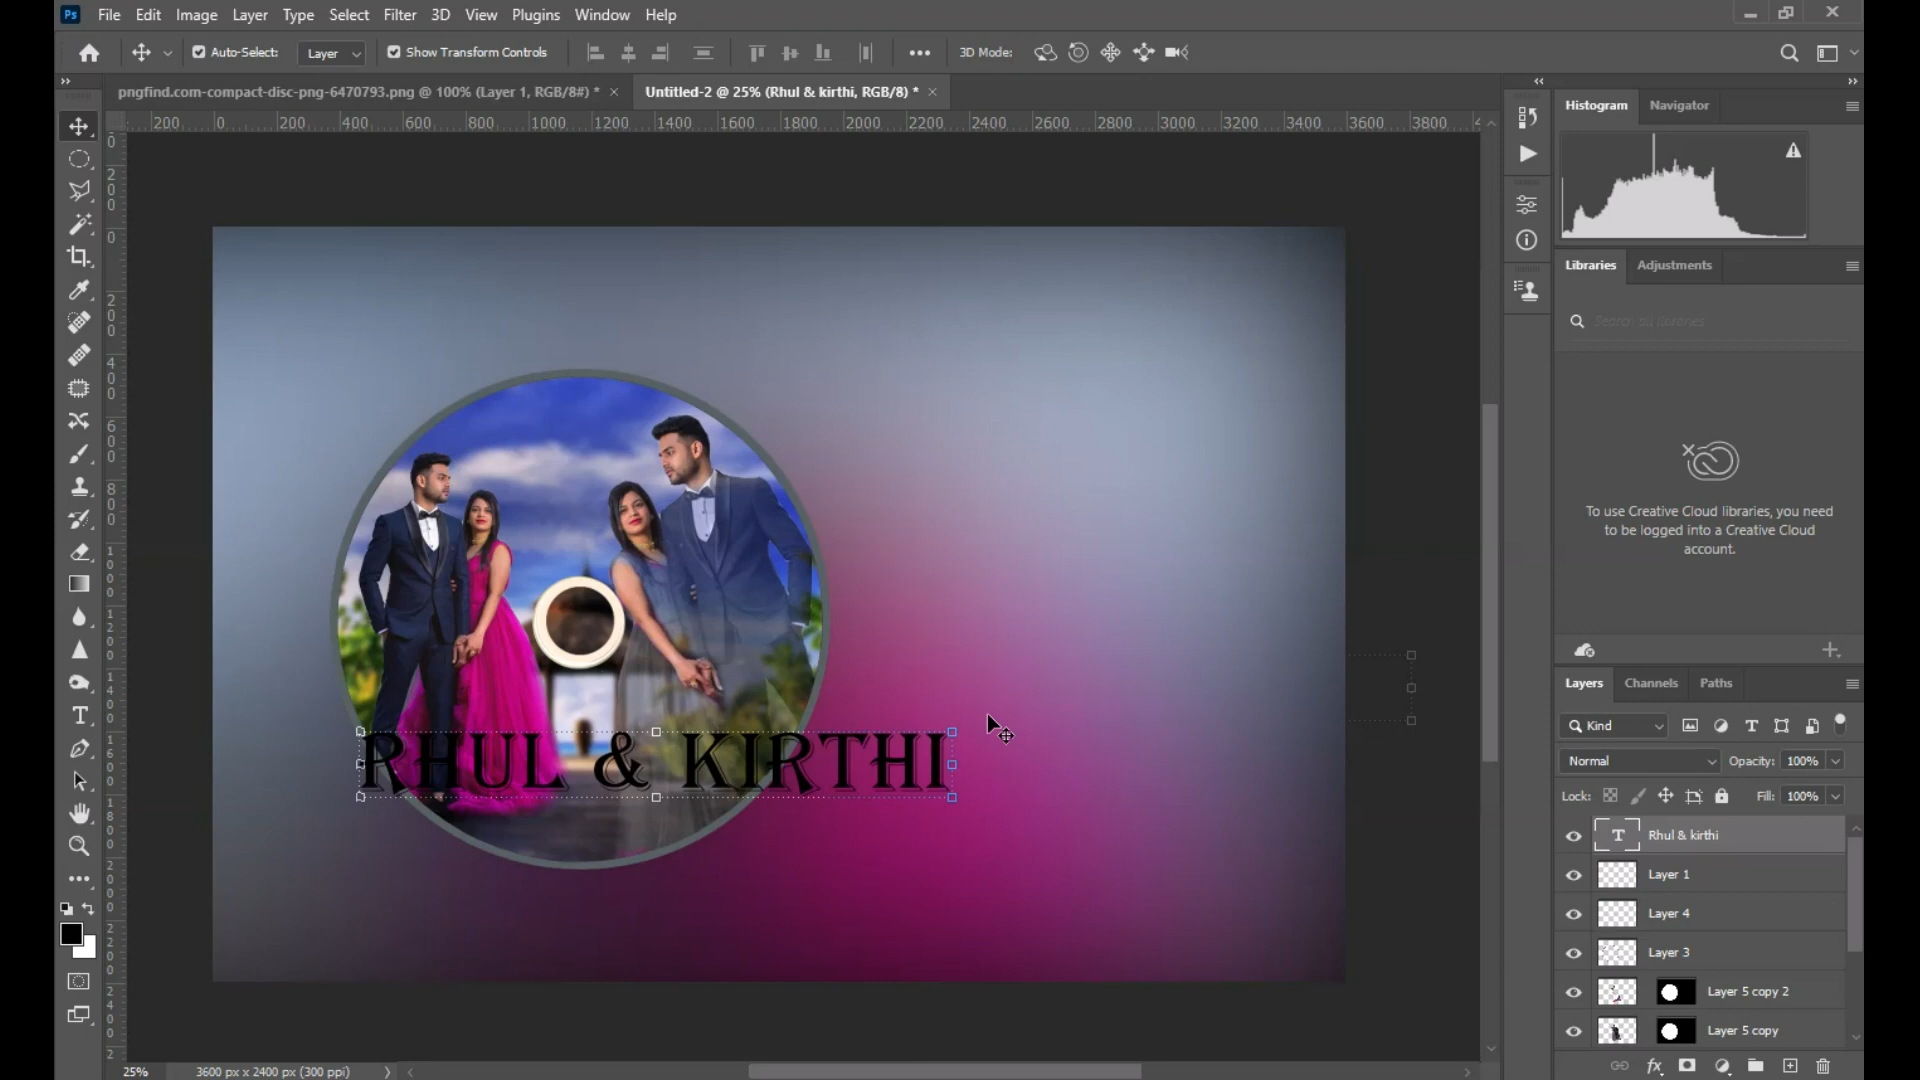 Ps File Edit Image Layer Type Select Filter 3D View Plugins Window Help
Auto-Select: Layer Show Transform Controls 3D Mode:
pngfind.com-compact-disc-png-6470793.png @ 100% (Layer 1, RGB/8#) * Untitled-2 @ 25% (Rhul & kirthi, RGB/8) *
200 0 200 400 600 800 1000 1200 1400 1600 1800 2000 2200 2400 2600 2800 3000 3200 3400 3600 3800
Histogram Navigator
Libraries Adjustments
Search all libraries
To use Creative Cloud libraries, you need
to be logged into a Creative Cloud
account.
RHUL & KIRTHI
Layers Channels Paths
Kind
Normal Opacity: 100%
Lock: Fill: 100%
Rhul & kirthi
Layer 1
Layer 4
Layer 3
Layer 5 copy 2
Layer 5 copy
25% 3600 px x 2400 px (300 ppi)